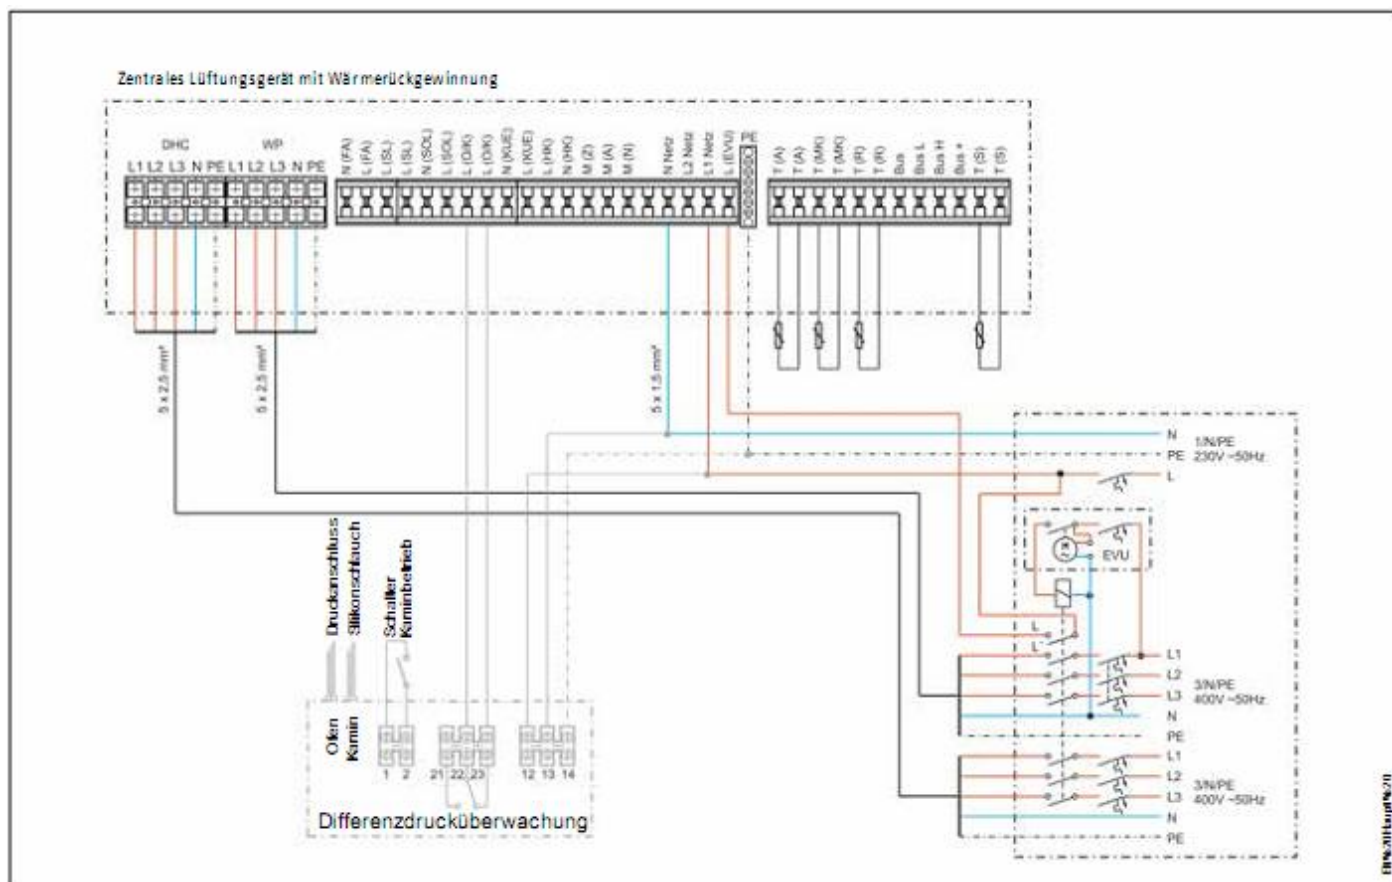 Zentrales Lüftungsgerät mit Wärmerückgewinnung
DHC
WP
L1 L2 L3 N PE L1 L2 L3 N PE
N (FA)
L (FA)
L (SL)
L (SL)
N (SOL)
L (SOL)
L (O/K)
L (O/K)
N (KUE)
L (KUE)
L (HK)
N (HK)
M (Z)
M (A)
M (N)
N Netz
L2 Netz
L1 Netz
L (EVU)
PE
T (A)
T (A)
T (MK)
T (MK)
T (R)
T (R)
Bus
Bus L
Bus H
Bus +
T (S)
T (S)
5 x 2,5 mm²
5 x 2,5 mm²
5 x 1,5 mm²
N
PE
L
1/N/PE
230V ~50Hz
EVU
L
L'
L1
L2
L3
N
PE
3/N/PE
400V ~50Hz
L1
L2
L3
N
PE
3/N/PE
400V ~50Hz
Druckanschluss
Silikonschlauch
Schalter
Kaminbetrieb
Ofen
Kamin
1 2 21 22 23 12 13 14
Differenzdrucküberwachung